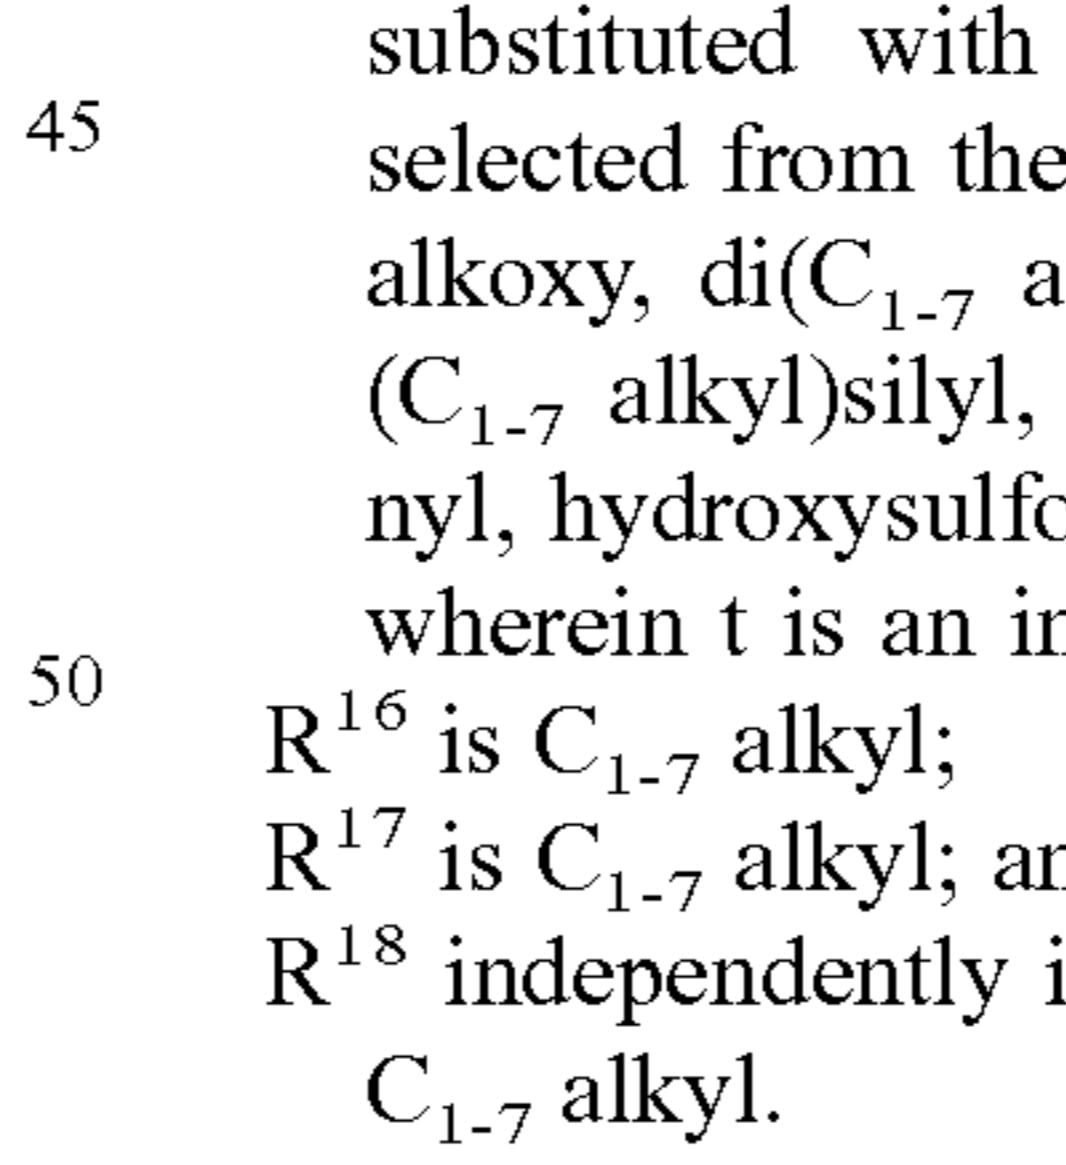 substituted with
45
selected from the
alkoxy, di(C₁₋₇ a
(C₁₋₇ alkyl)silyl,
nyl, hydroxysulfo
wherein t is an in
50
R¹⁶ is C₁₋₇ alkyl;
R¹⁷ is C₁₋₇ alkyl; an
R¹⁸ independently i
C₁₋₇ alkyl.